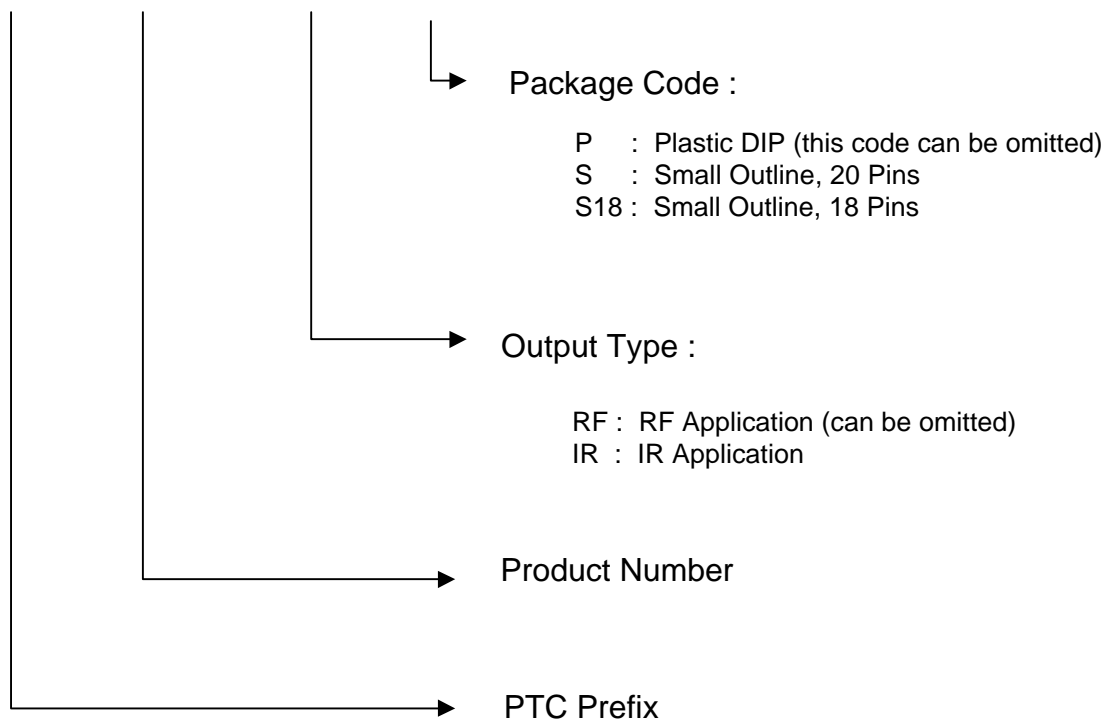 Package Code :
P : Plastic DIP (this code can be omitted)
S : Small Outline, 20 Pins
S18 : Small Outline, 18 Pins
Output Type :
RF : RF Application (can be omitted)
IR : IR Application
Product Number
PTC Prefix